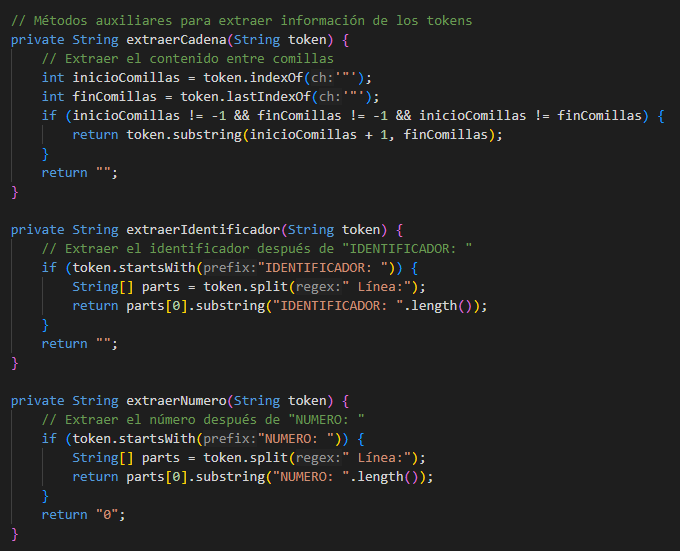 // Métodos auxiliares para extraer información de los tokens
private String extraerCadena(String token) {
// Extraer el contenido entre comillas
int inicioComillas = token.indexOf(ch:'"');
int finComillas = token.lastIndexOf(ch:'"');
if (inicioComillas != -1 && finComillas != -1 && inicioComillas != finComillas) {
return token.substring(inicioComillas + 1, finComillas);
}
return "";
}
private String extraerIdentificador(String token) {
// Extraer el identificador después de "IDENTIFICADOR: "
if (token.startsWith(prefix:"IDENTIFICADOR: ")) {
String[] parts = token.split(regex:" Línea:");
return parts[0].substring("IDENTIFICADOR: ".length());
}
return "";
}
private String extraerNumero(String token) {
// Extraer el número después de "NUMERO: "
if (token.startsWith(prefix:"NUMERO: ")) {
String[] parts = token.split(regex:" Línea:");
return parts[0].substring("NUMERO: ".length());
}
return "0";
}